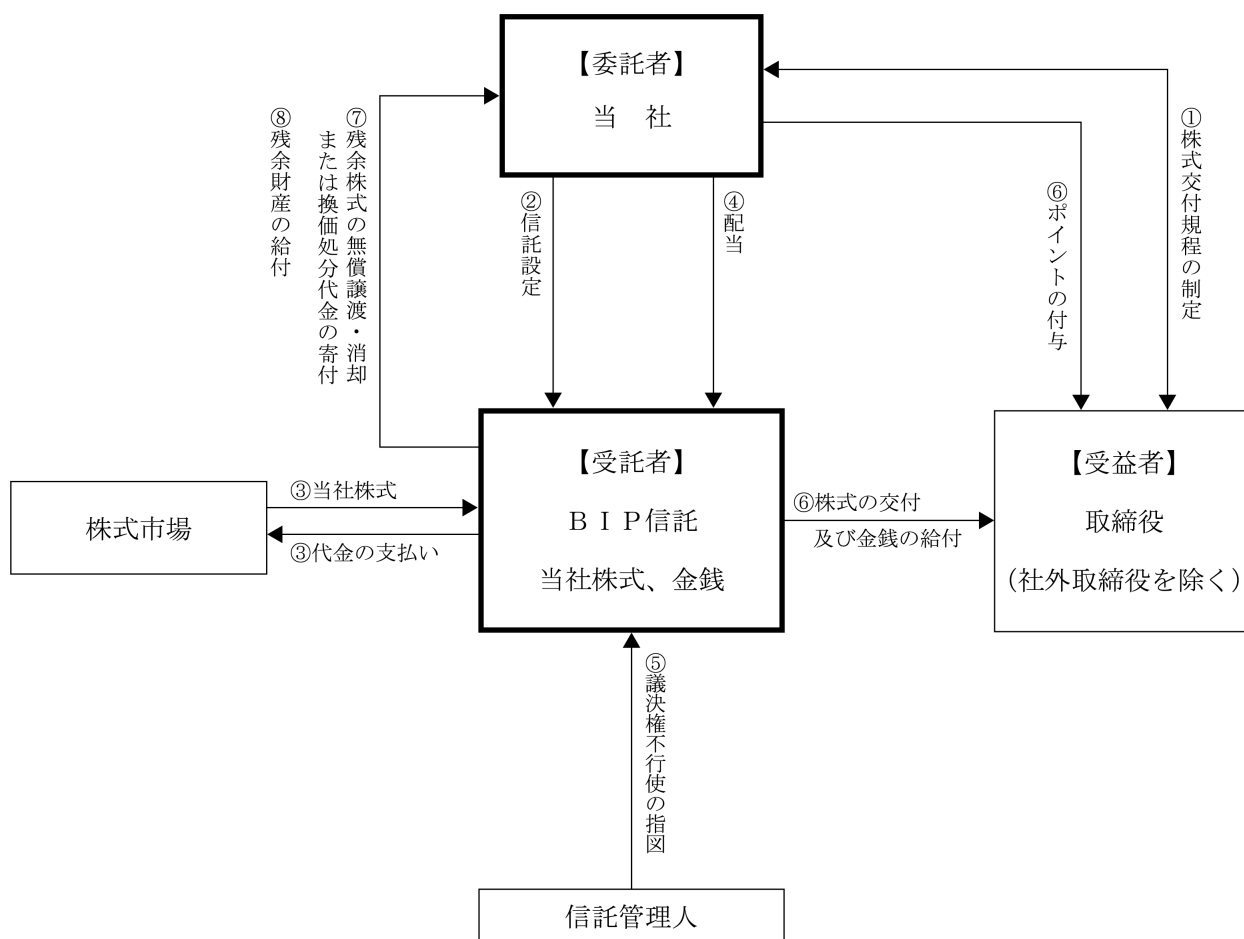 【委託者】
当　社
①株式交付規程の制定
⑥ポイントの付与
④配当
②信託設定
⑦残余株式の無償譲渡・消却
または換価処分代金の寄付
⑧残余財産の給付
【受託者】
ＢＩＰ信託
当社株式、金銭
【受益者】
取締役
（社外取締役を除く）
株式市場
③当社株式
③代金の支払い
⑥株式の交付
及び金銭の給付
⑤議決権不行使の指図
信託管理人